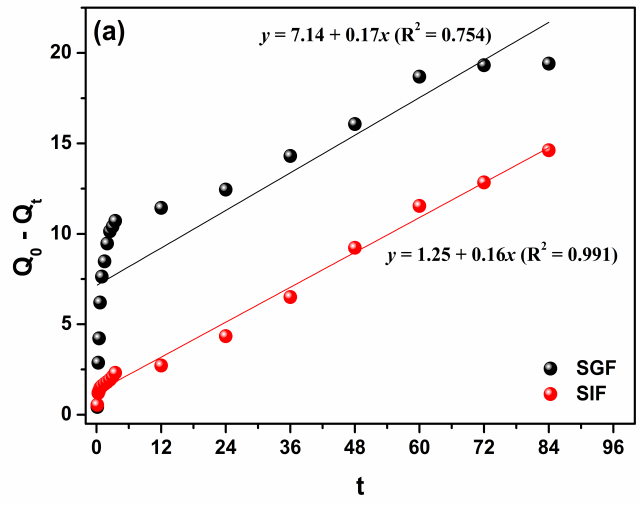 (a)
y = 7.14 + 0.17x (R² = 0.754)
20
15
10
5
0
Q₀ - Qₜ
y = 1.25 + 0.16x (R² = 0.991)
SGF
SIF
0 12 24 36 48 60 72 84 96
t